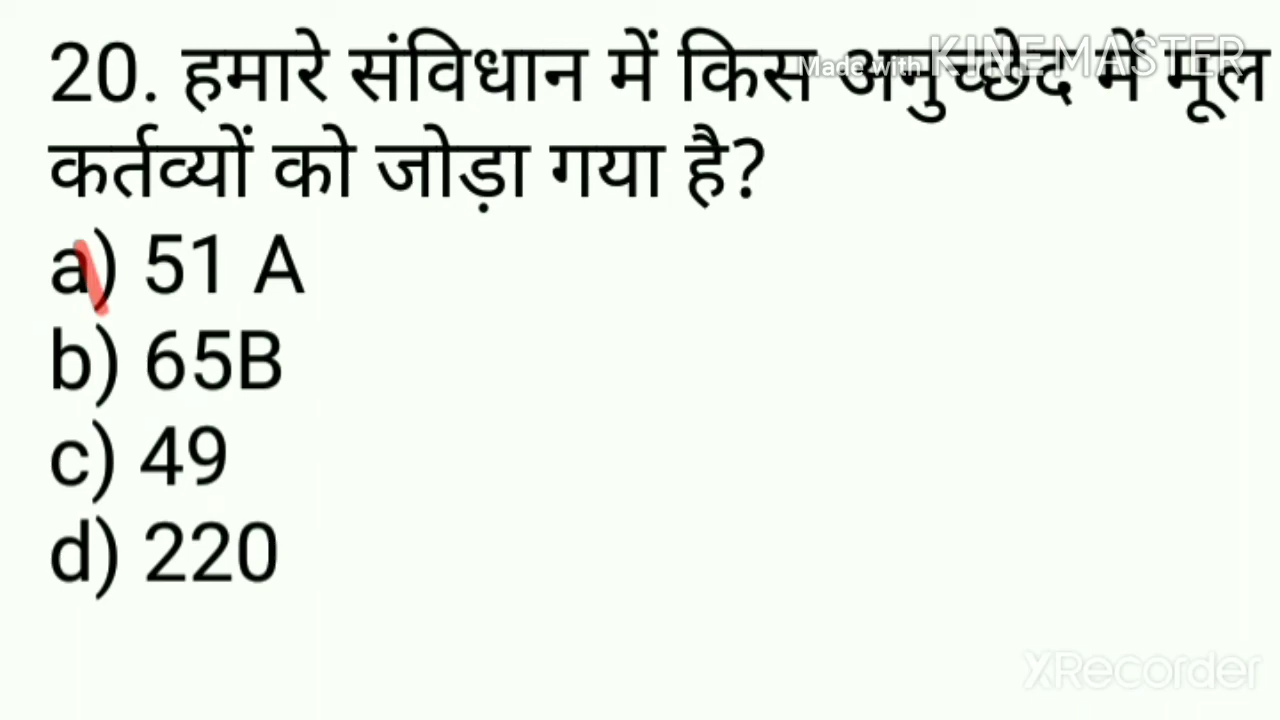 20. हमारे संविधान में किस अनुच्छेद में मूल
Made with KINEMASTER
कर्तव्यों को जोड़ा गया है?
a) 51 A
b) 65B
c) 49
d) 220
XRecorder